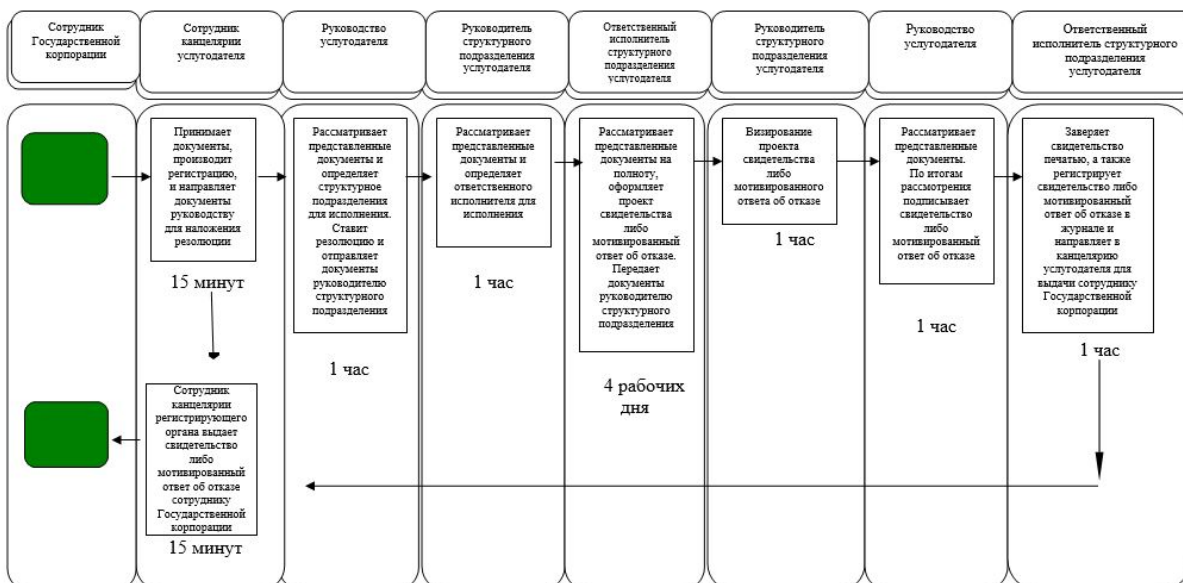 Сотрудник
Государственной
корпорации
Сотрудник
канцелярии
услугодателя
Руководство
услугодателя
Руководитель
структурного
подразделения
услугодателя
Ответственный
исполнитель
структурного
подразделения
услугодателя
Руководитель
структурного
подразделения
услугодателя
Руководство
услугодателя
Ответственный
исполнитель структурного
подразделения
услугодателя
Принимает
документы,
производит
регистрацию,
и направляет
документы
руководству
для наложения
резолюции
15 минут
Рассматривает
представленные
документы и
определяет
структурное
подразделения
для исполнения.
Ставит
резолюцию и
отправляет
документы
руководителю
структурного
подразделения
1 час
Рассматривает
представленные
документы и
определяет
ответственного
исполнителя для
исполнения
1 час
Рассматривает
представленные
документы на
полноту,
оформляет
проект
свидетельства
либо
мотивированный
ответ об отказе.
Передает
документы
руководителю
структурного
подразделения
4 рабочих
дня
Визирование
проекта
свидетельства
либо
мотивированного
ответа об отказе
1 час
Рассматривает
представленные
документы.
По итогам
рассмотрения
подписывает
свидетельство
либо
мотивированный
ответ об отказе
1 час
Заверяет
свидетельство
печатью, а также
регистрирует
свидетельство либо
мотивированный
ответ об отказе в
журнале и
направляет в
канцелярию
услугодателя для
выдачи сотруднику
Государственной
корпорации
1 час
Сотрудник
канцелярии
регистрирующего
органа выдает
свидетельство
либо
мотивированный
ответ об отказе
сотруднику
Государственной
корпорации
15 минут